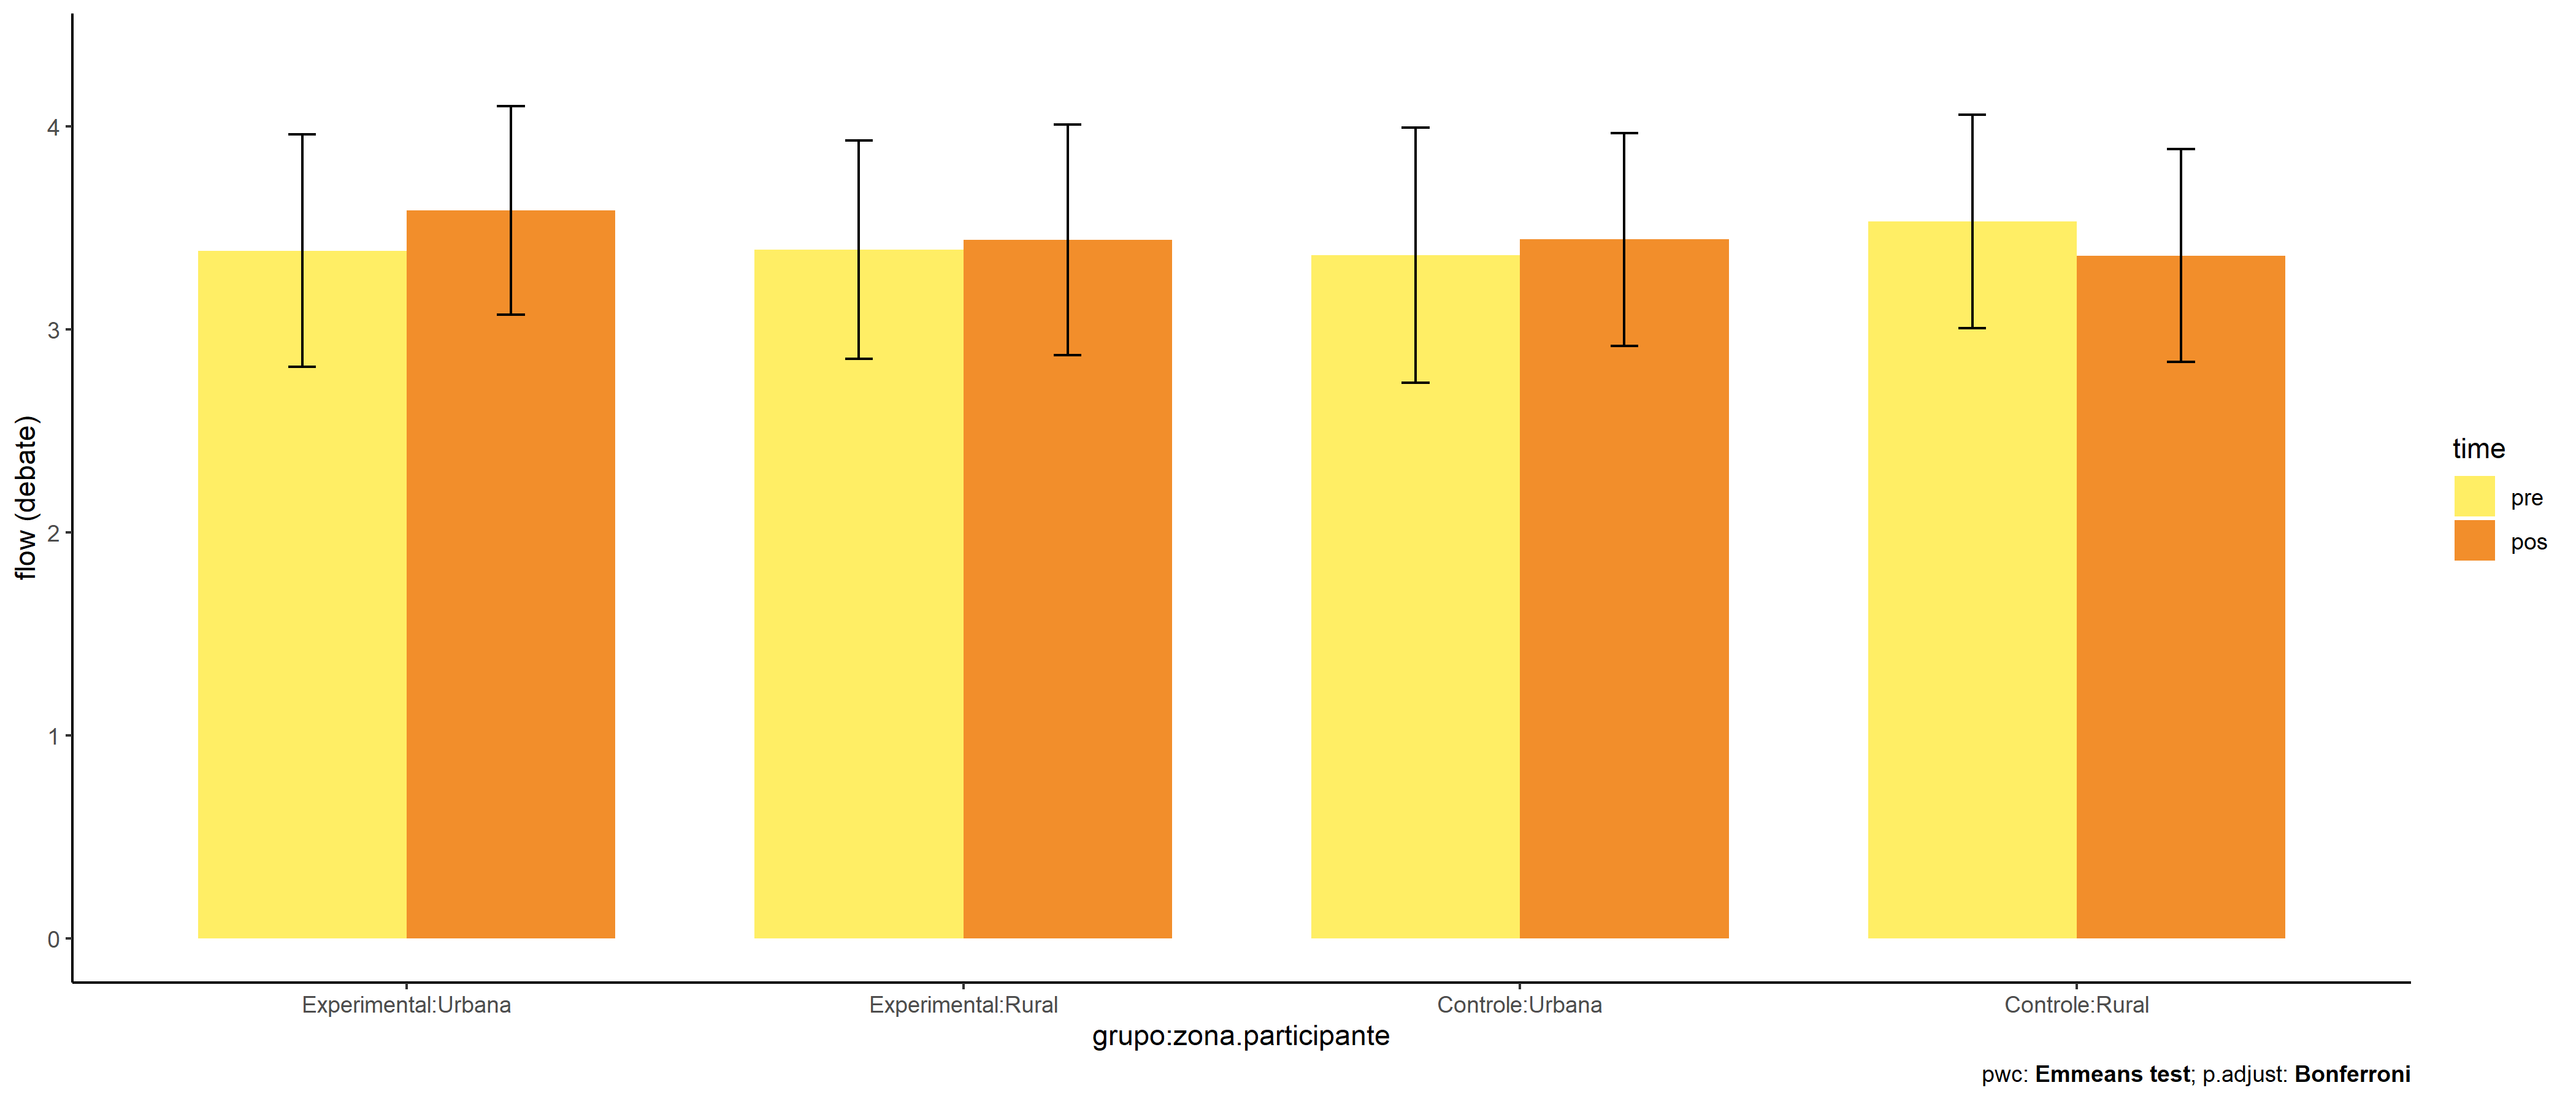 flow (debate)
4
3
2
1
0
Experimental:Urbana
Experimental:Rural
Controle:Urbana
Controle:Rural
grupo:zona.participante
time
pre
pos
pwc: Emmeans test; p.adjust: Bonferroni